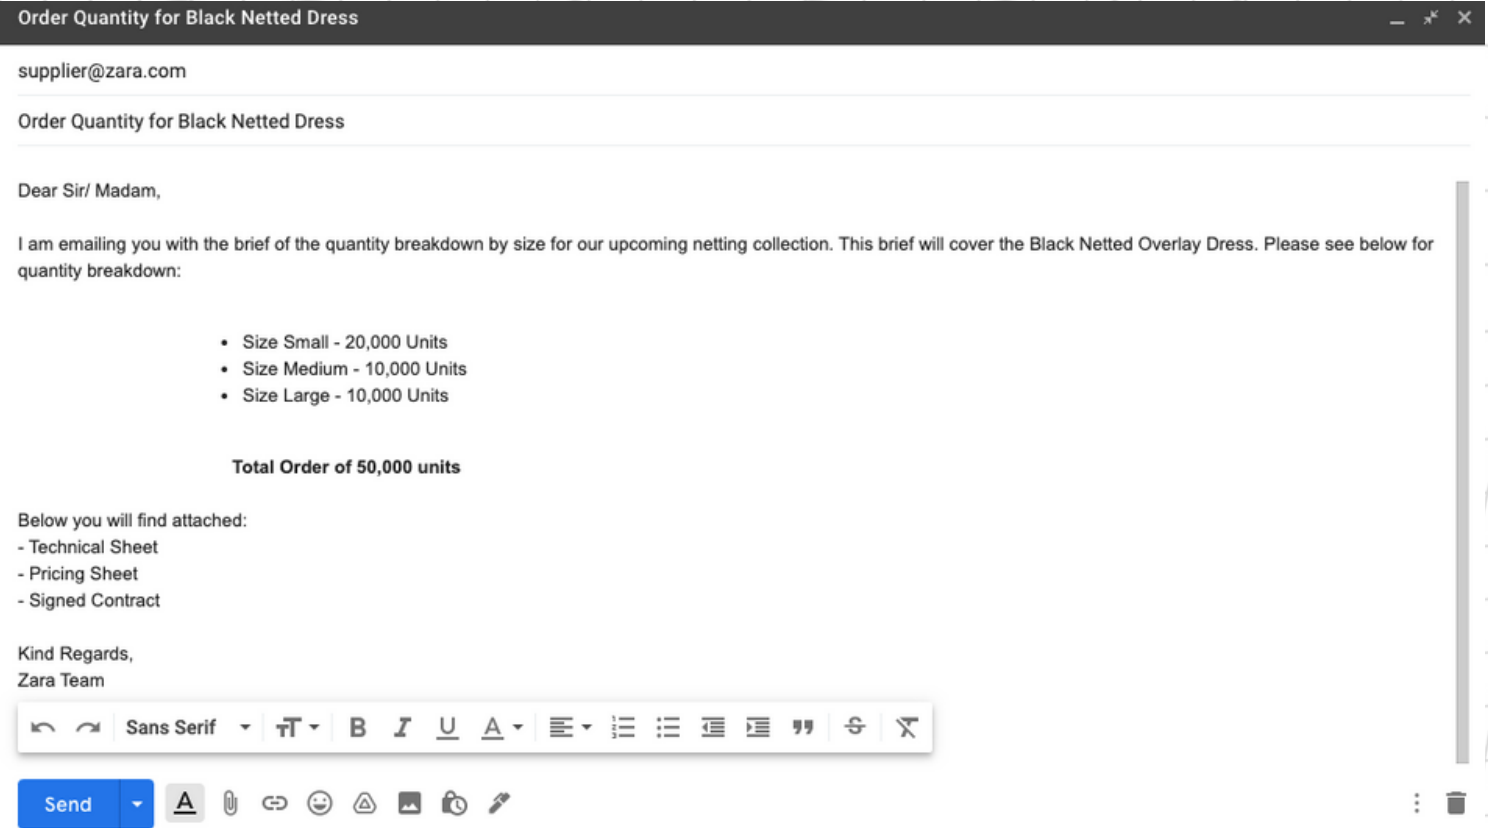 Order Quantity for Black Netted Dress
supplier@zara.com
Order Quantity for Black Netted Dress
Dear Sir/ Madam,
I am emailing you with the brief of the quantity breakdown by size for our upcoming netting collection. This brief will cover the Black Netted Overlay Dress. Please see below for
quantity breakdown:
• Size Small - 20,000 Units
• Size Medium - 10,000 Units
• Size Large - 10,000 Units
Total Order of 50,000 units
Below you will find attached:
- Technical Sheet
- Pricing Sheet
- Signed Contract
Kind Regards,
Zara Team
Sans Serif
Send